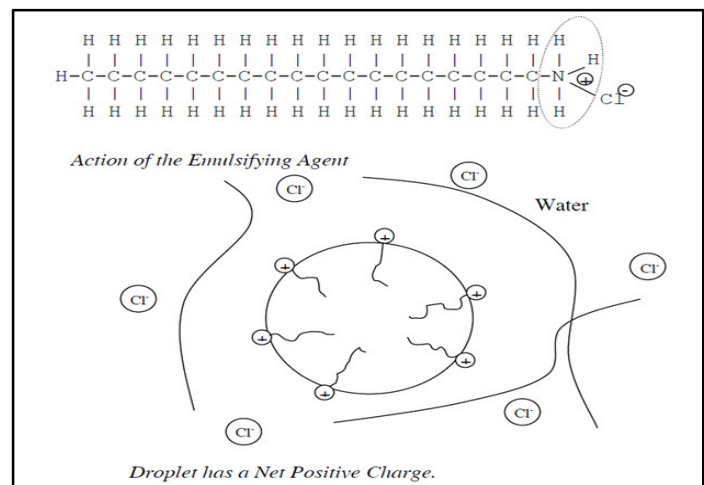 H H H H H H H H H H H H H H H H H H H
H
H-C-C-C-C-C-C-C-C-C-C-C-C-C-C-C-C-C-C-N
+
Cl-
H H H H H H H H H H H H H H H H H H H
Action of the Emulsifying Agent
Cl-
Cl-
Water
+
+
Cl-
+
Cl-
+
+
+
Cl-
Cl-
Droplet has a Net Positive Charge.